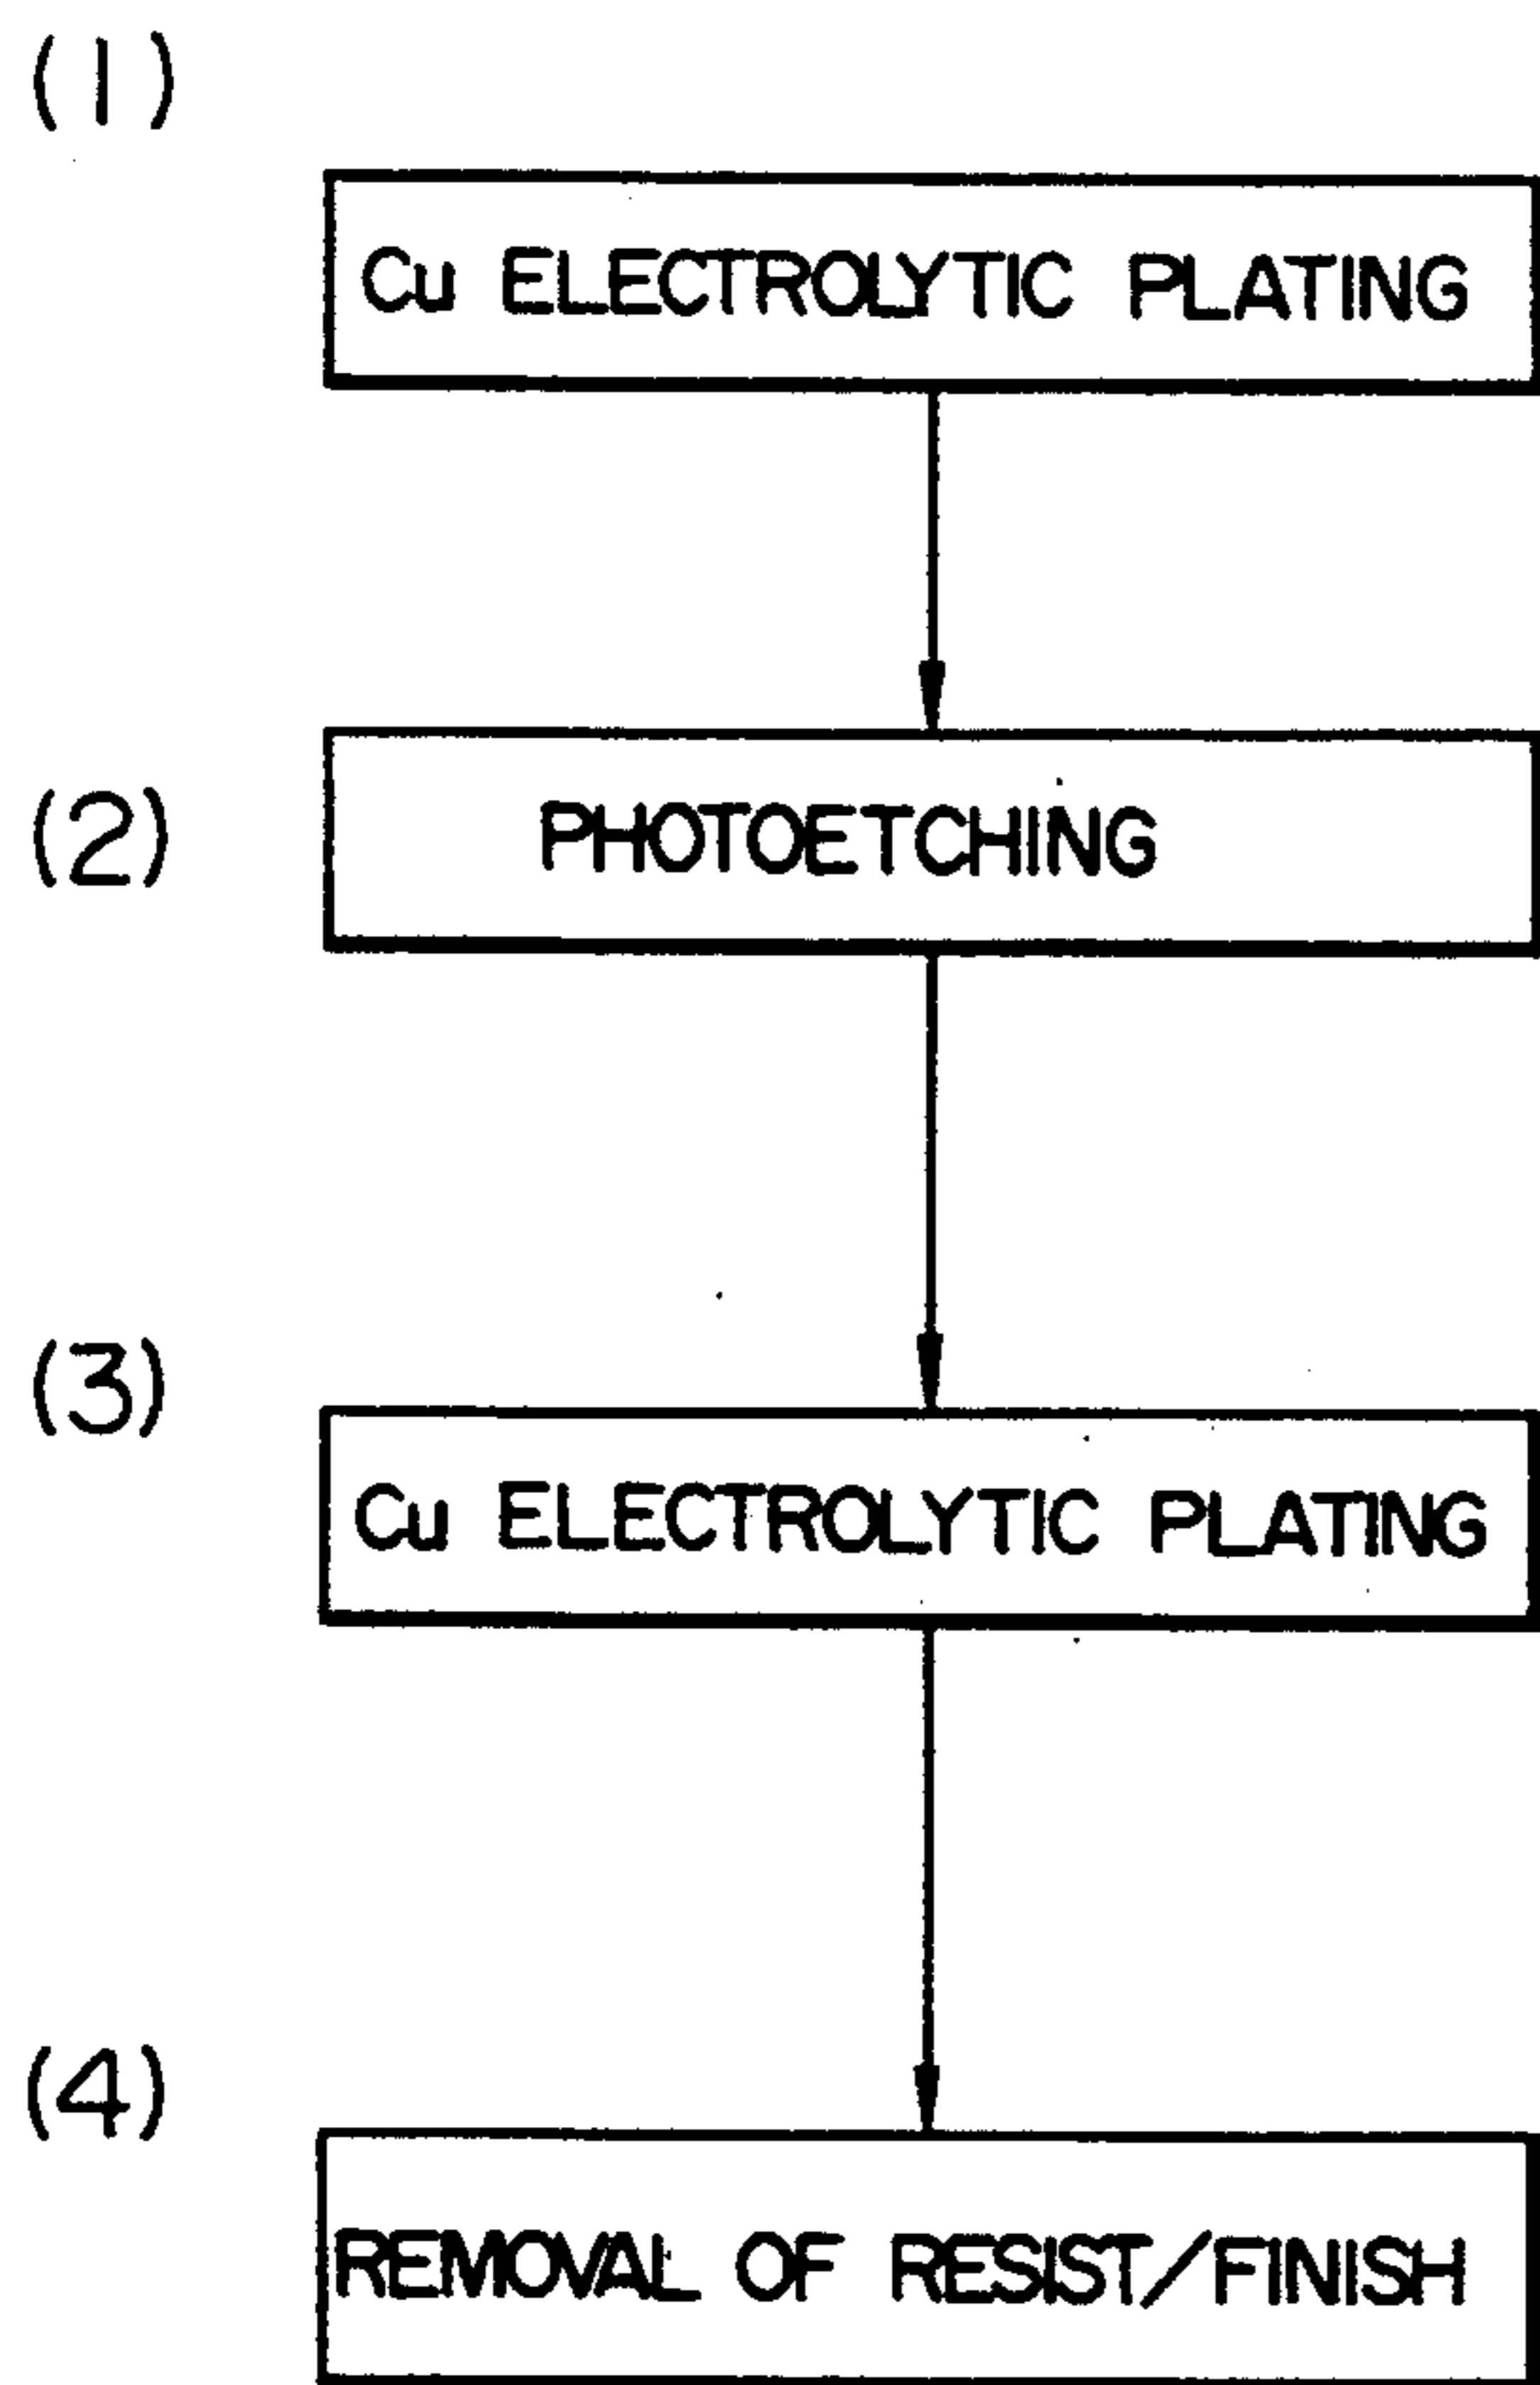 (1)
Cu ELECTROLYTIC PLATING
(2)
PHOTOETCHING
(3)
Cu ELECTROLYTIC PLATING
(4)
REMOVAL OF RESIST/FINISH